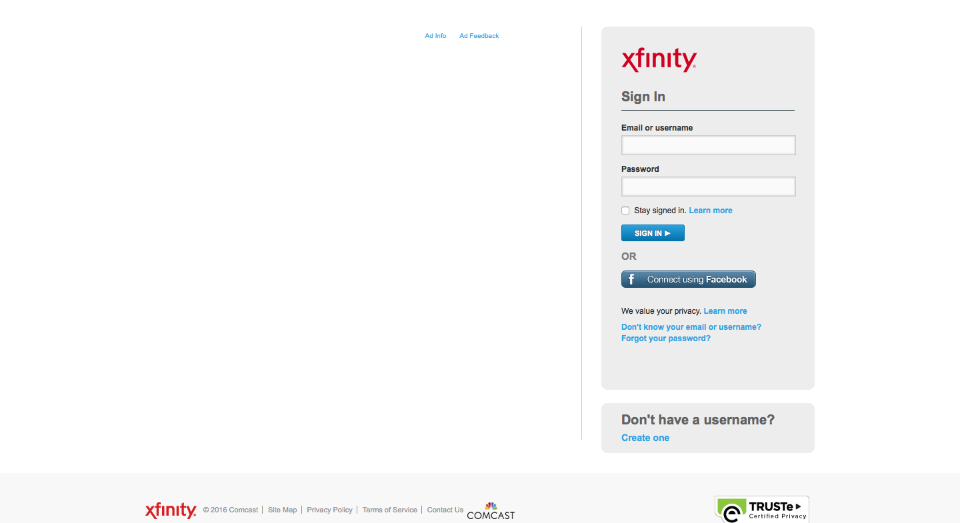 Ad Info Ad Feedback
xfinity
Sign In
Email or username
Password
Stay signed in. Learn more
SIGN IN
OR
f Connect using Facebook
We value your privacy. Learn more
Don't know your email or username?
Forgot your password?
Don't have a username?
Create one
xfinity © 2016 Comcast | Site Map | Privacy Policy | Terms of Service | Contact Us COMCAST
TRUSTe
Certified Privacy